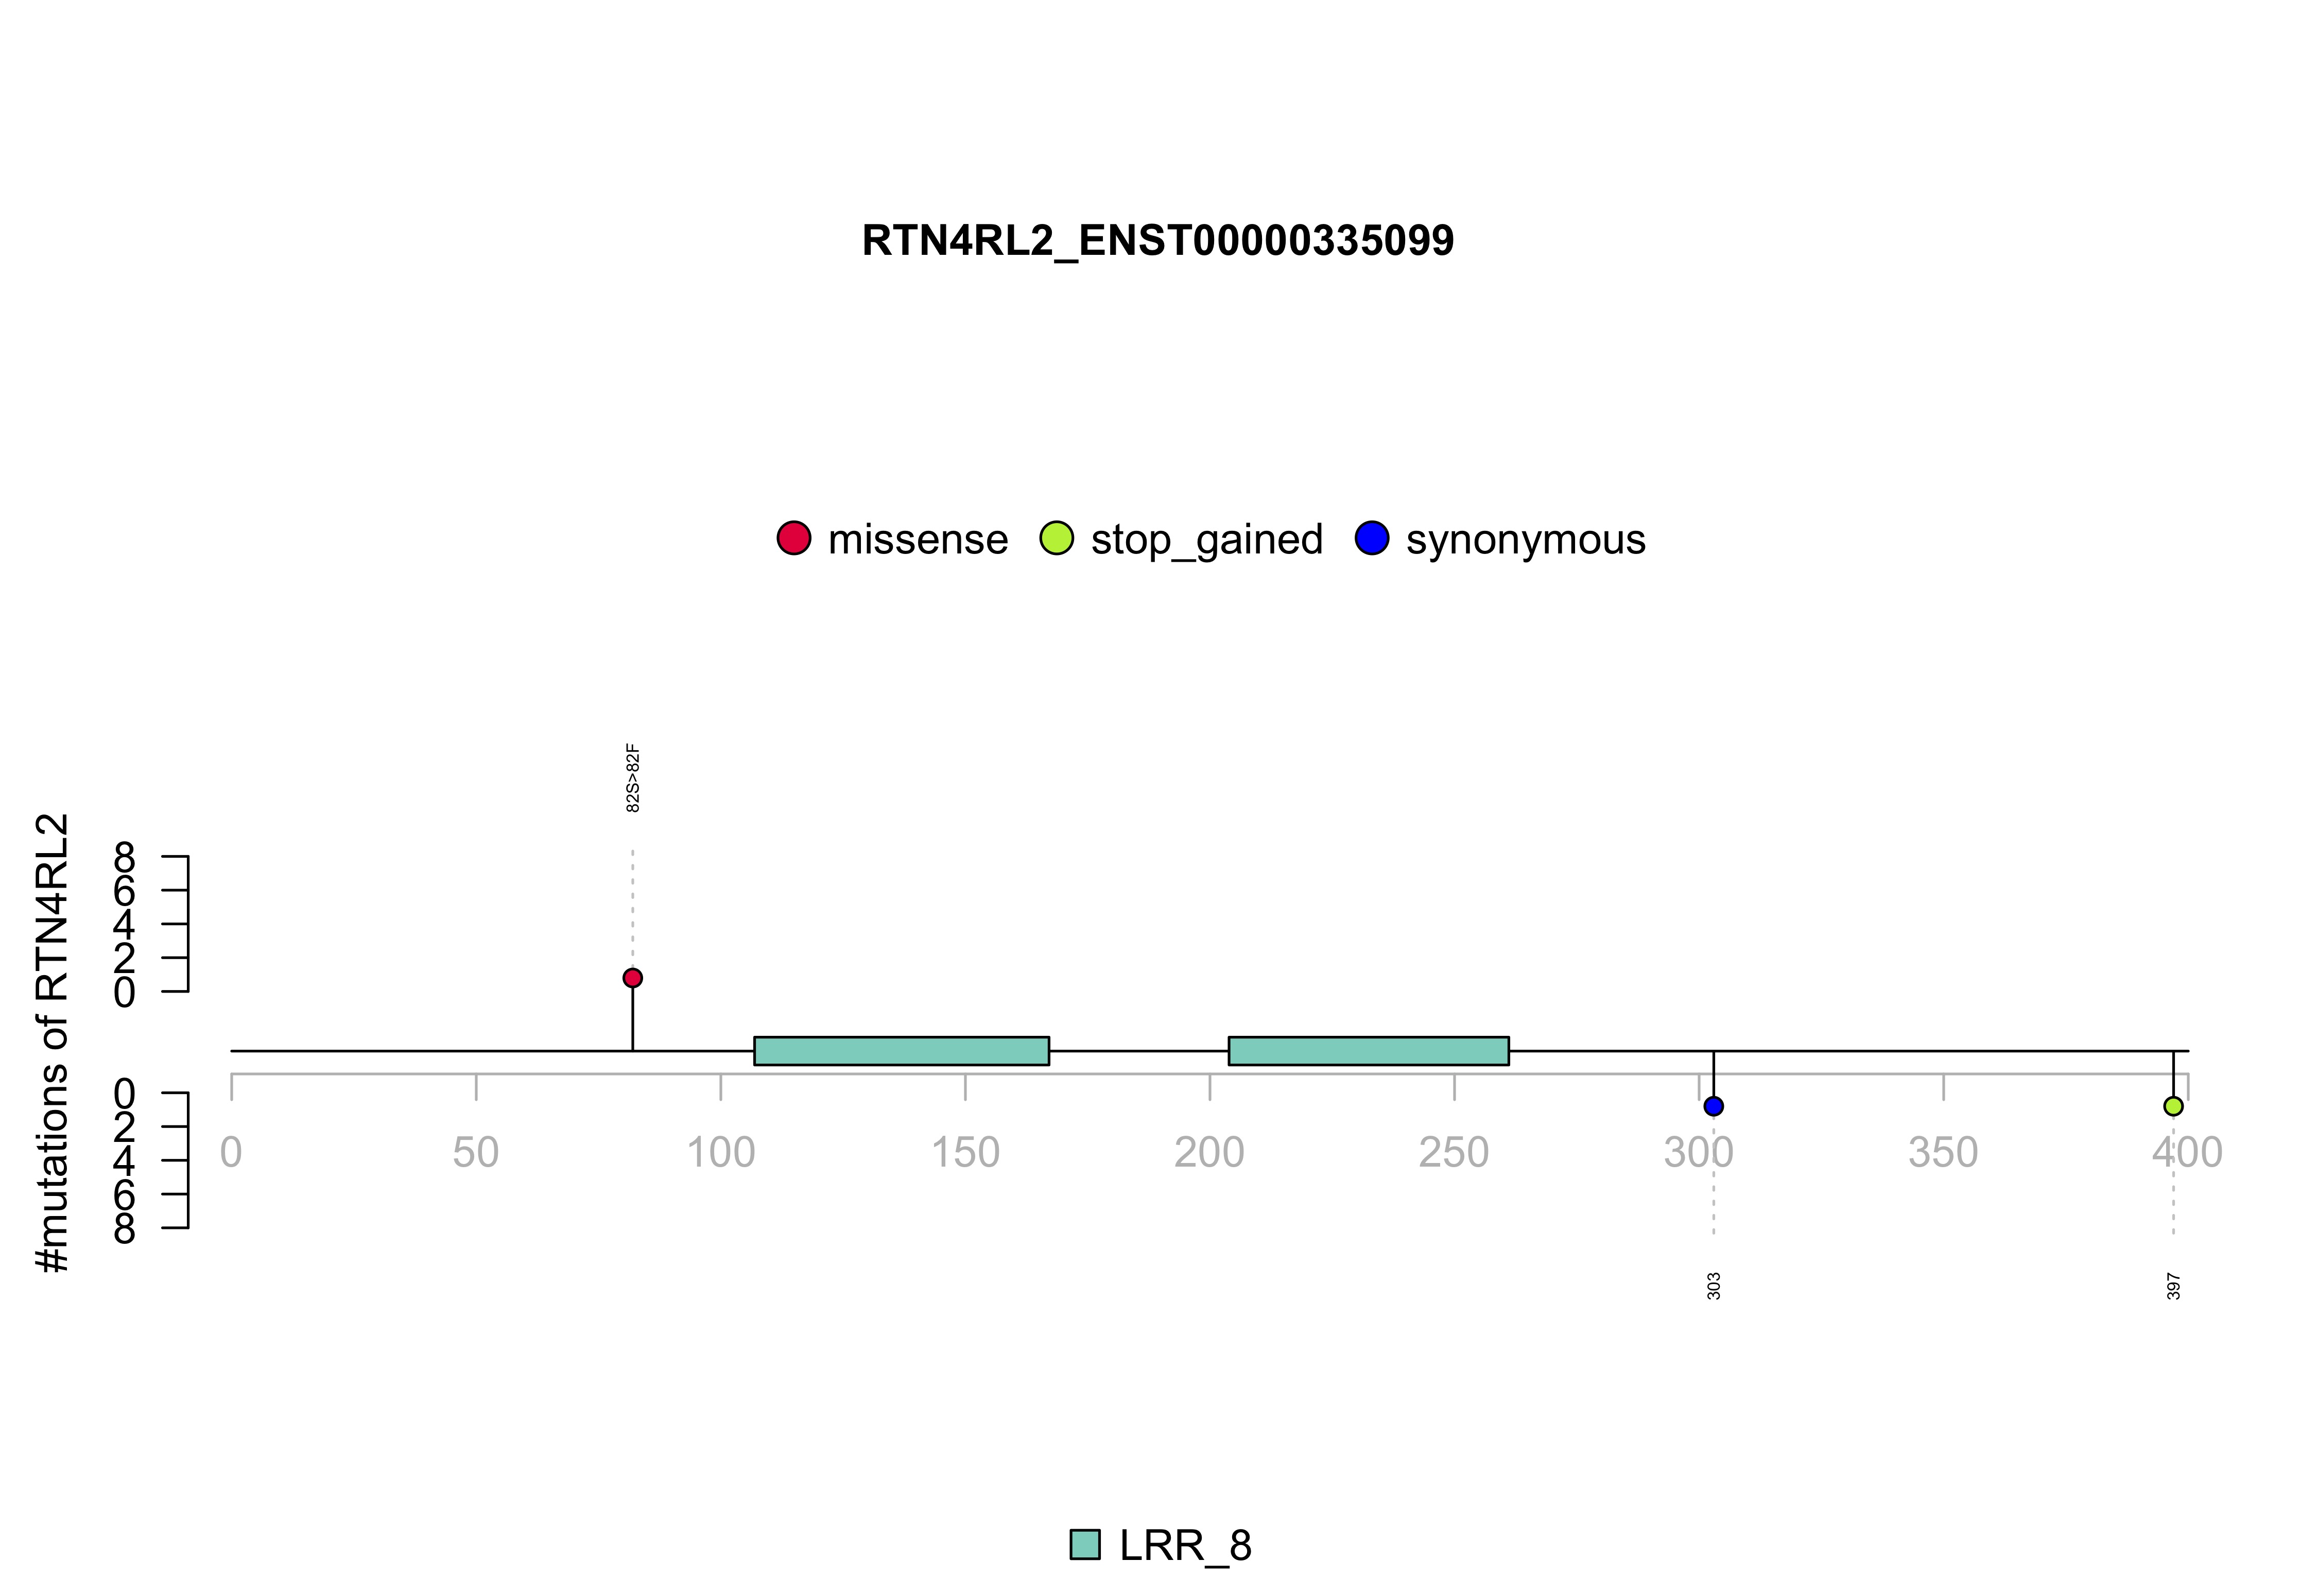 RTN4RL2_ENST00000335099
missense stop_gained synonymous
82S>82F
#mutations of RTN4RL2
8
6
4
2
0
0
2
4
6
8
0 50 100 150 200 250 300 350 400
303 397
LRR_8